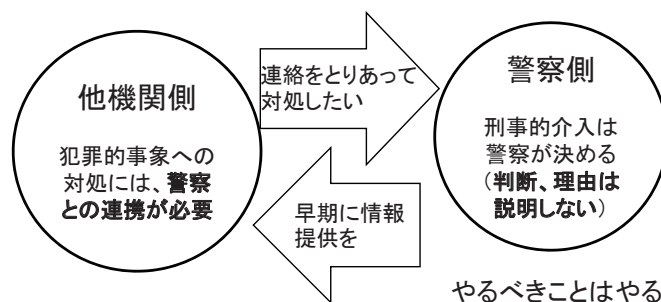 他機関側
犯罪的事象への
対処には、警察
との連携が必要
連絡をとりあって
対処したい
早期に情報
提供を
警察側
刑事的介入は
警察が決める
（判断、理由は
説明しない）
やるべきことはやる